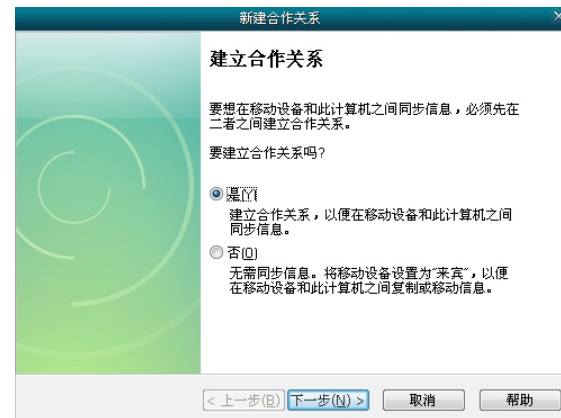 新建合作关系
建立合作关系
要想在移动设备和此计算机之间同步信息，必须先在
二者之间建立合作关系。
要建立合作关系吗?
是[Y]
建立合作关系，以便在移动设备和此计算机之间
同步信息。
否[O]
无需同步信息。将移动设备设置为"来宾"，以便
在移动设备和此计算机之间复制或移动信息。
< 上一步(B) 下一步(N) > 取消 帮助